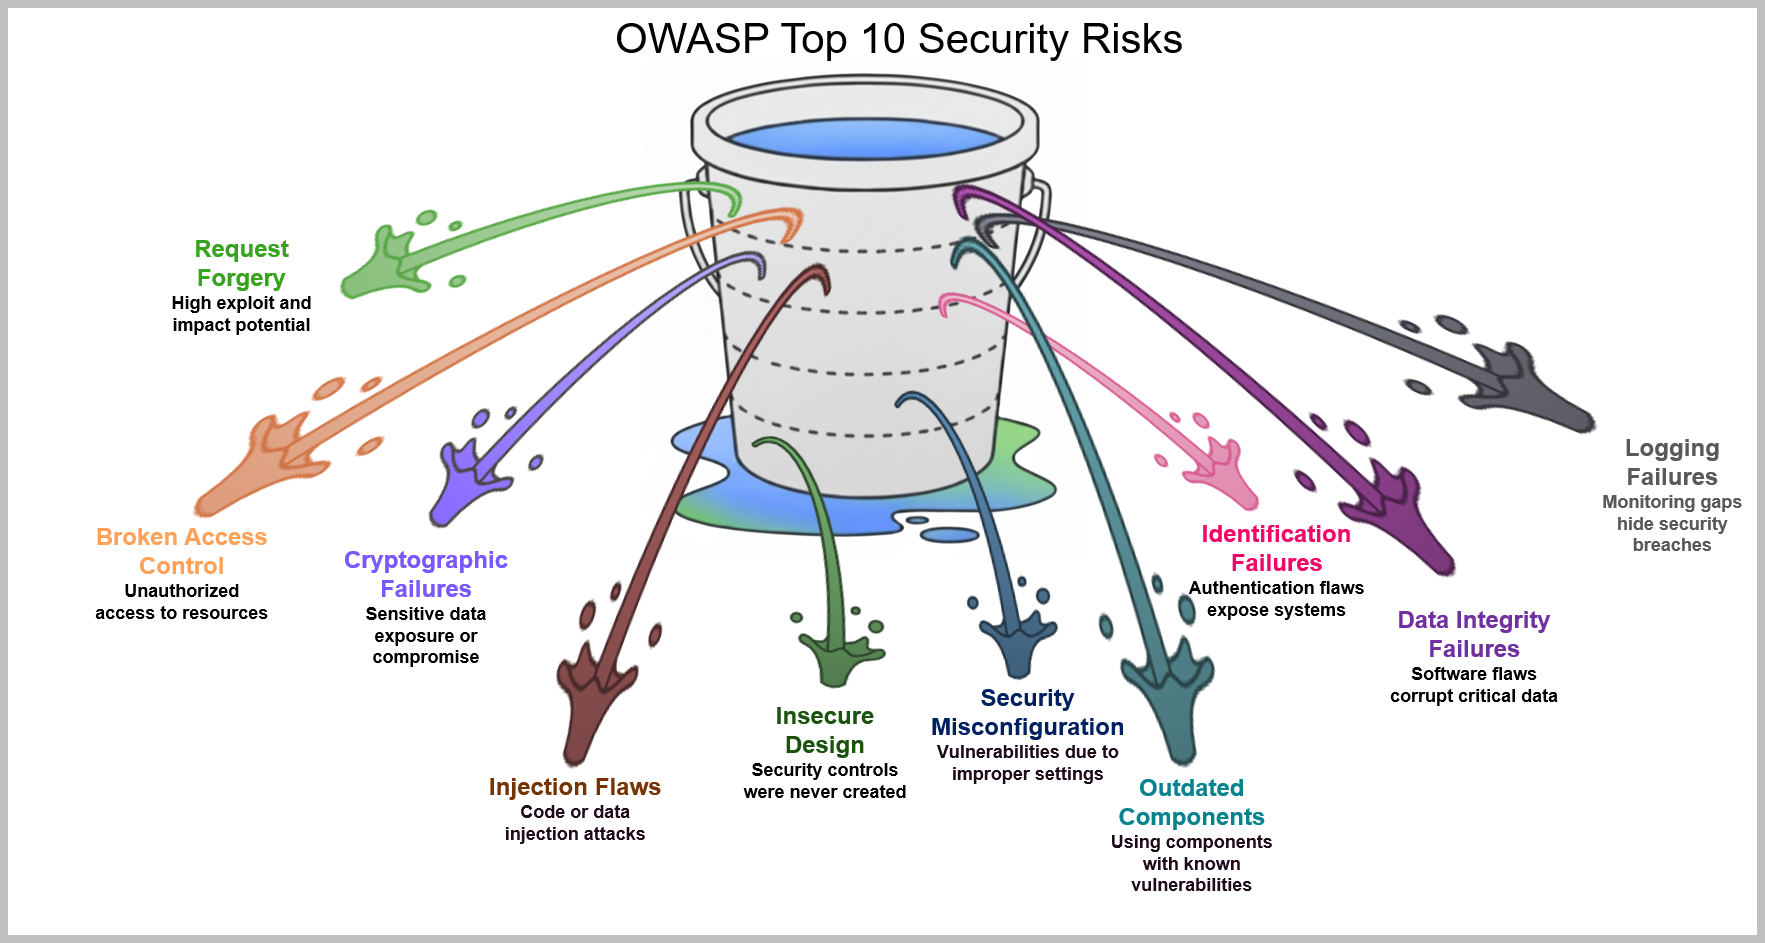 OWASP Top 10 Security Risks
Request
Forgery
High exploit and
impact potential
Broken Access
Control
Unauthorized
access to resources
Cryptographic
Failures
Sensitive data
exposure or
compromise
Injection Flaws
Code or data
injection attacks
Insecure
Design
Security controls
were never created
Security
Misconfiguration
Vulnerabilities due to
improper settings
Outdated
Components
Using components
with known
vulnerabilities
Identification
Failures
Authentication flaws
expose systems
Data Integrity
Failures
Software flaws
corrupt critical data
Logging
Failures
Monitoring gaps
hide security
breaches